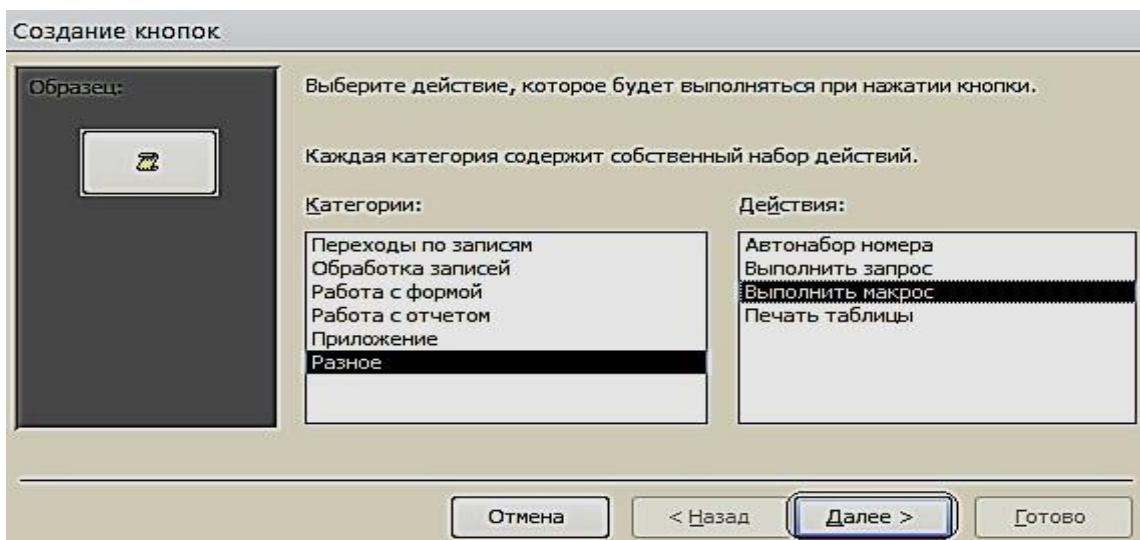 Создание кнопок
Образец:
Выберите действие, которое будет выполняться при нажатии кнопки.
Каждая категория содержит собственный набор действий.
Категории:
Переходы по записям
Обработка записей
Работа с формой
Работа с отчетом
Приложение
Разное
Действия:
Автонабор номера
Выполнить запрос
Выполнить макрос
Печать таблицы
Отмена
< Назад
Далее >
Готово